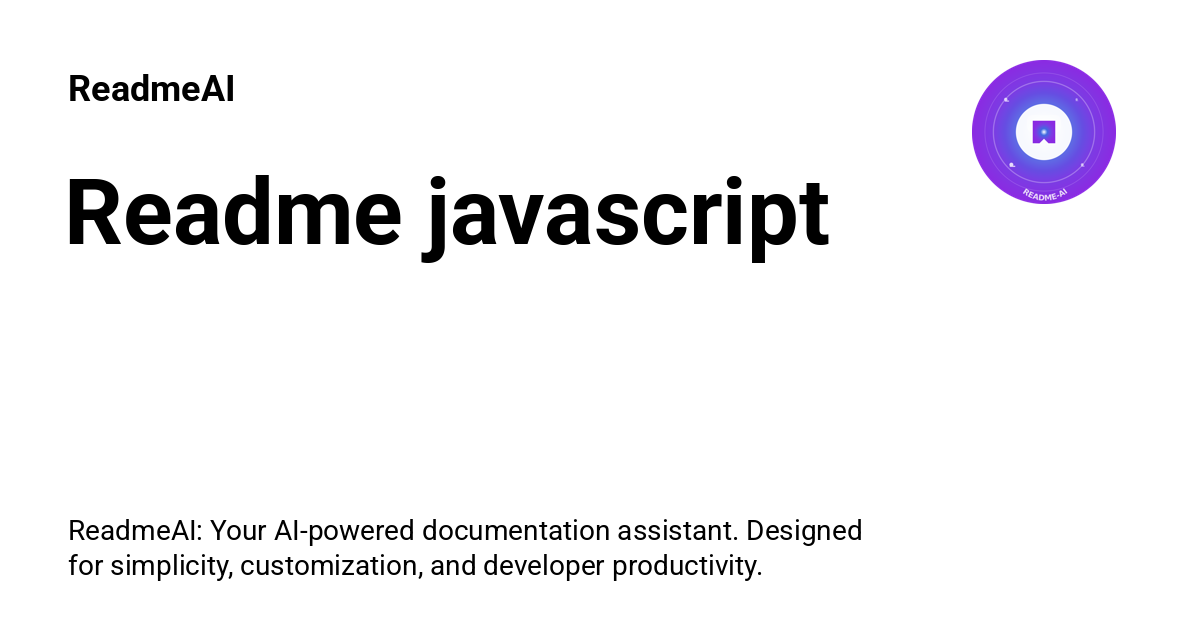 ReadmeAI
README-AI
Readme javascript
ReadmeAI: Your AI-powered documentation assistant. Designed
for simplicity, customization, and developer productivity.